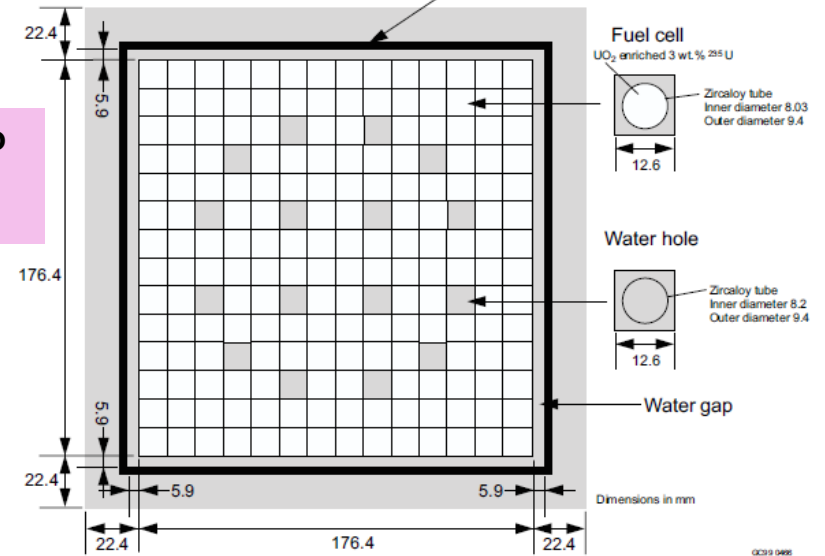 22.4
5.9
176.4
5.9
22.4
5.9
5.9
22.4
176.4
22.4
Fuel cell
UO2 enriched 3 wt.% 235 U
Zircaloy tube
Inner diameter 8.03
Outer diameter 9.4
12.6
Water hole
Zircaloy tube
Inner diameter 8.2
Outer diameter 9.4
12.6
Water gap
Dimensions in mm